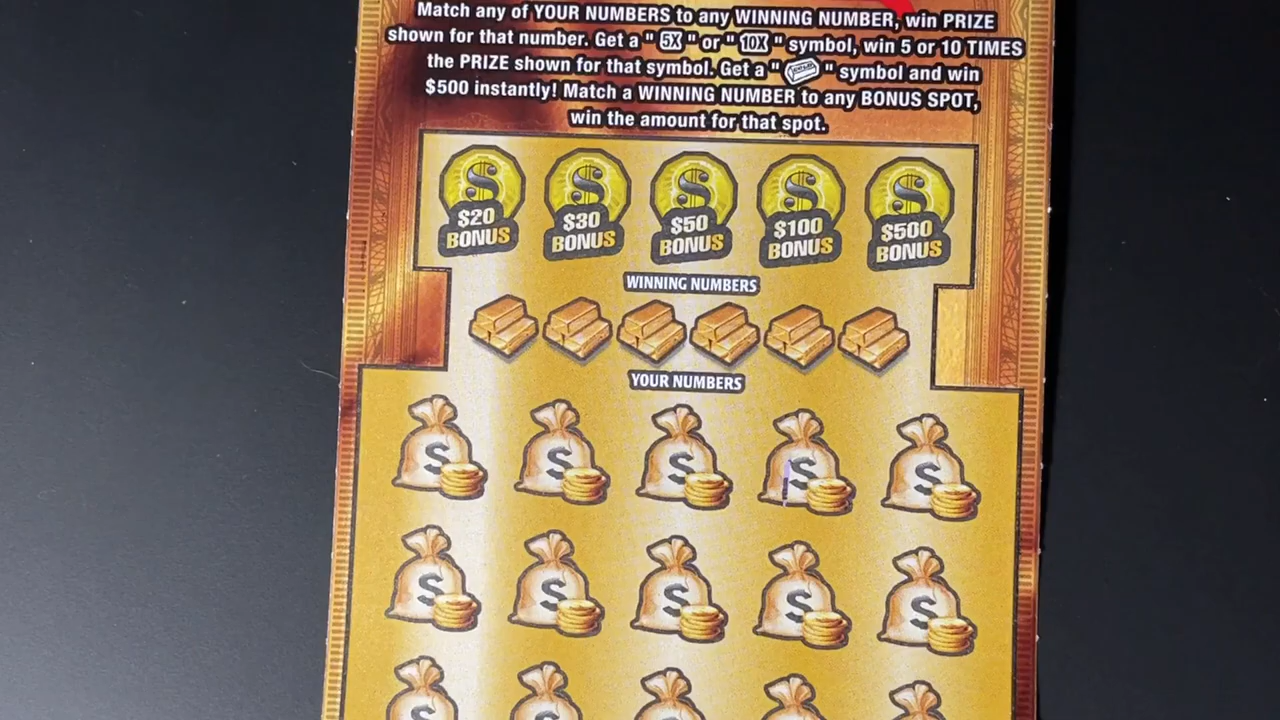 Match any of YOUR NUMBERS to any WINNING NUMBER, win PRIZE
shown for that number. Get a "5X" or "10X" symbol, win 5 or 10 TIMES
the PRIZE shown for that symbol. Get a " " symbol and win
$500 instantly! Match a WINNING NUMBER to any BONUS SPOT,
win the amount for that spot.
$20 BONUS
$30 BONUS
$50 BONUS
$100 BONUS
$500 BONUS
WINNING NUMBERS
YOUR NUMBERS